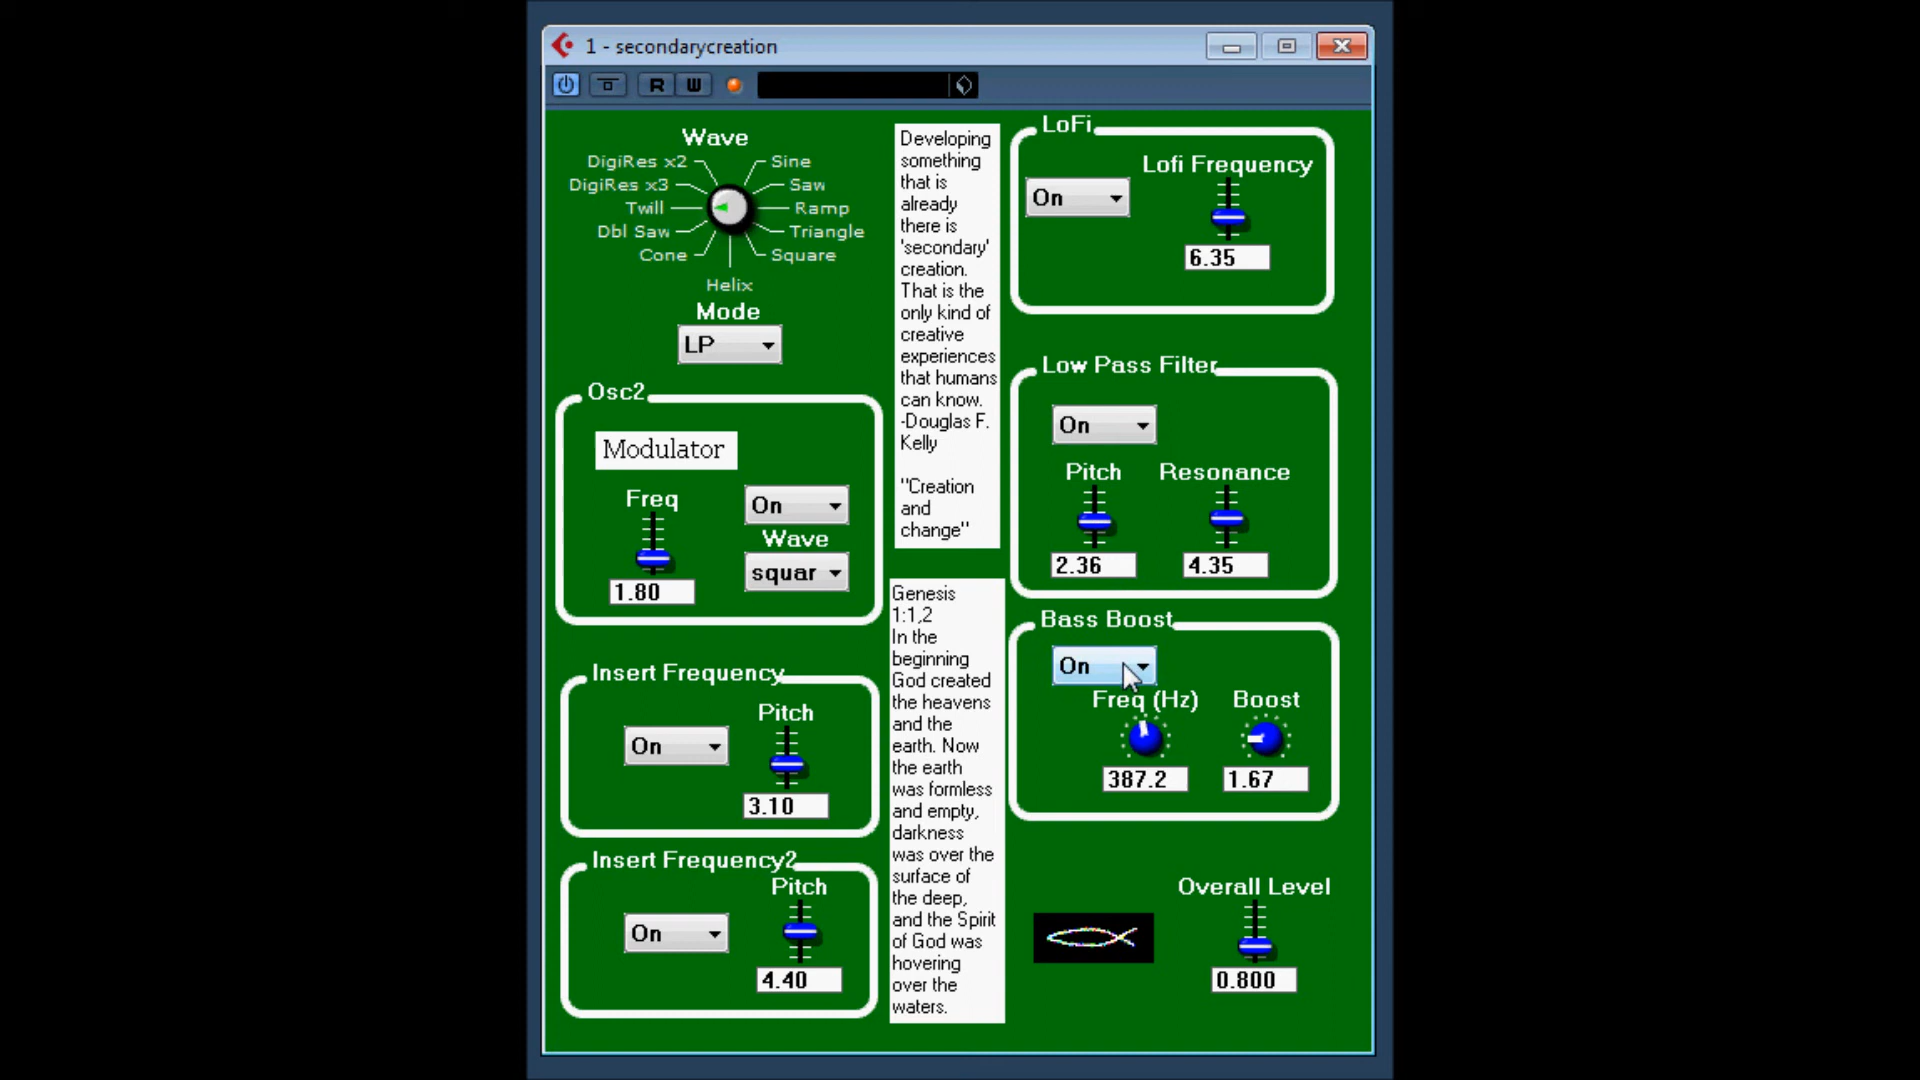 1 - secondarycreation
R W
Wave
DigiRes x2
Sine
DigiRes x3
Saw
Twill
Ramp
Dbl Saw
Triangle
Cone
Square
Helix
Mode
LP
Osc2
Modulator
Freq
On
Wave
squar
1.80
Insert Frequency
Pitch
On
3.10
Insert Frequency2
Pitch
On
4.40
Developing
something
that is
already
there is
'secondary'
creation.
That is the
only kind of
creative
experiences
that humans
can know.
-Douglas F.
Kelly
"Creation
and
change"
Genesis
1:1,2
In the
beginning
God created
the heavens
and the
earth. Now
the earth
was formless
and empty,
darkness
was over the
surface of
the deep,
and the Spirit
of God was
hovering
over the
waters.
LoFi
Lofi Frequency
On
6.35
Low Pass Filter
On
Pitch
Resonance
2.36
4.35
Bass Boost
On
Freq (Hz)
Boost
387.2
1.67
Overall Level
0.800